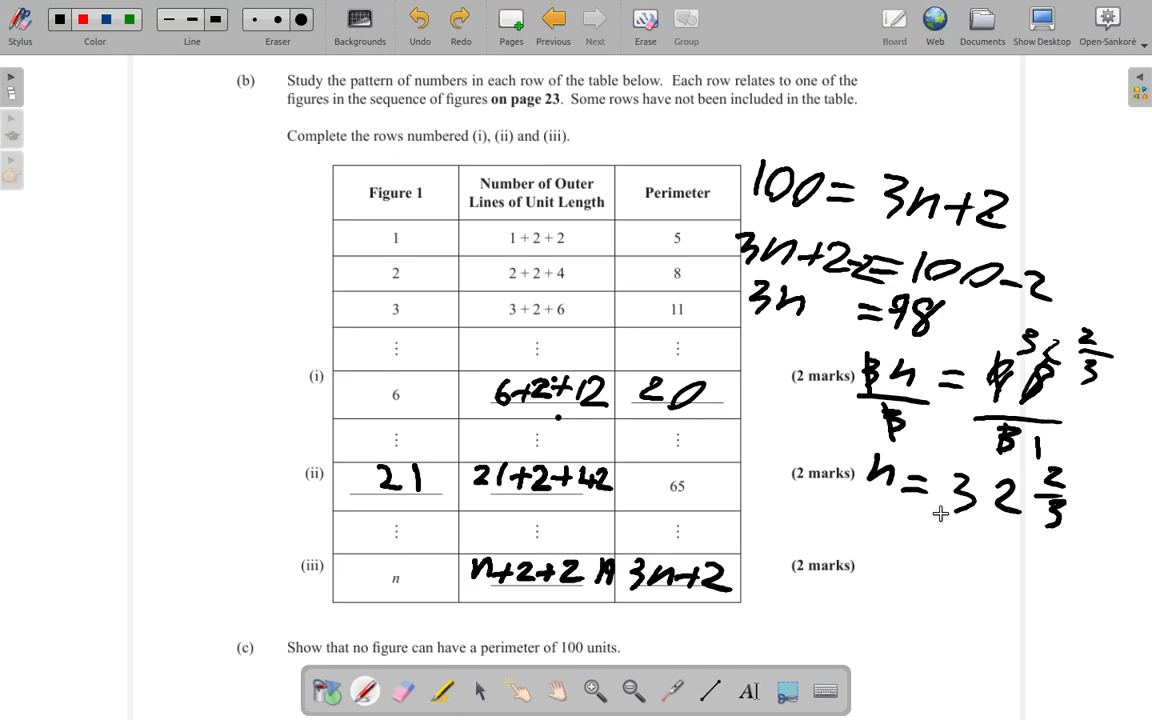 Stylus Color Line Eraser Backgrounds Undo Redo Pages Previous Next Erase Group Board Web Documents Show Desktop Open-Sankoré
(b) Study the pattern of numbers in each row of the table below. Each row relates to one of the
figures in the sequence of figures on page 23. Some rows have not been included in the table.
Complete the rows numbered (i), (ii) and (iii).
Figure 1 Number of Outer Lines of Unit Length Perimeter
1 1 + 2 + 2 5
2 2 + 2 + 4 8
3 3 + 2 + 6 11
⋮ ⋮ ⋮
(i) 6 6+2+12 20 (2 marks)
⋮ ⋮ ⋮
(ii) 21 21+2+42 65 (2 marks)
⋮ ⋮ ⋮
(iii) n n+2+2n 3n+2 (2 marks)
100 = 3n+2
3n+2-2 = 100-2
3n = 98
3n/3 = 98/3 32 2/3 1
n = 32 2/3
(c) Show that no figure can have a perimeter of 100 units.